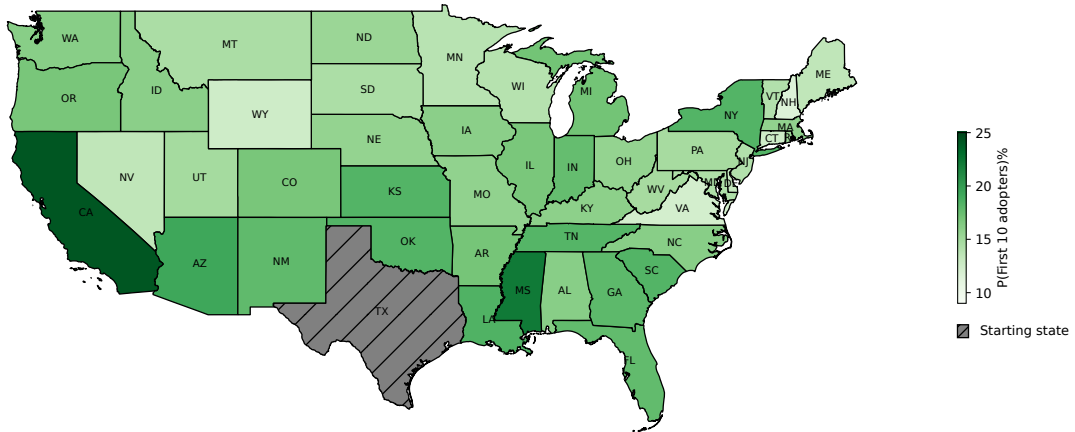 WA
MT
ND
MN
ME
OR
ID
SD
WI
MI
VT
NH
WY
NY
MA
CT
NE
IA
PA
NJ
NV
UT
CO
IL
IN
OH
WV
MD
DE
CA
KS
MO
KY
VA
AZ
NM
OK
AR
TN
NC
MS
AL
GA
SC
TX
LA
FL
25
20
15
10
P(First 10 adopters)%
Starting state